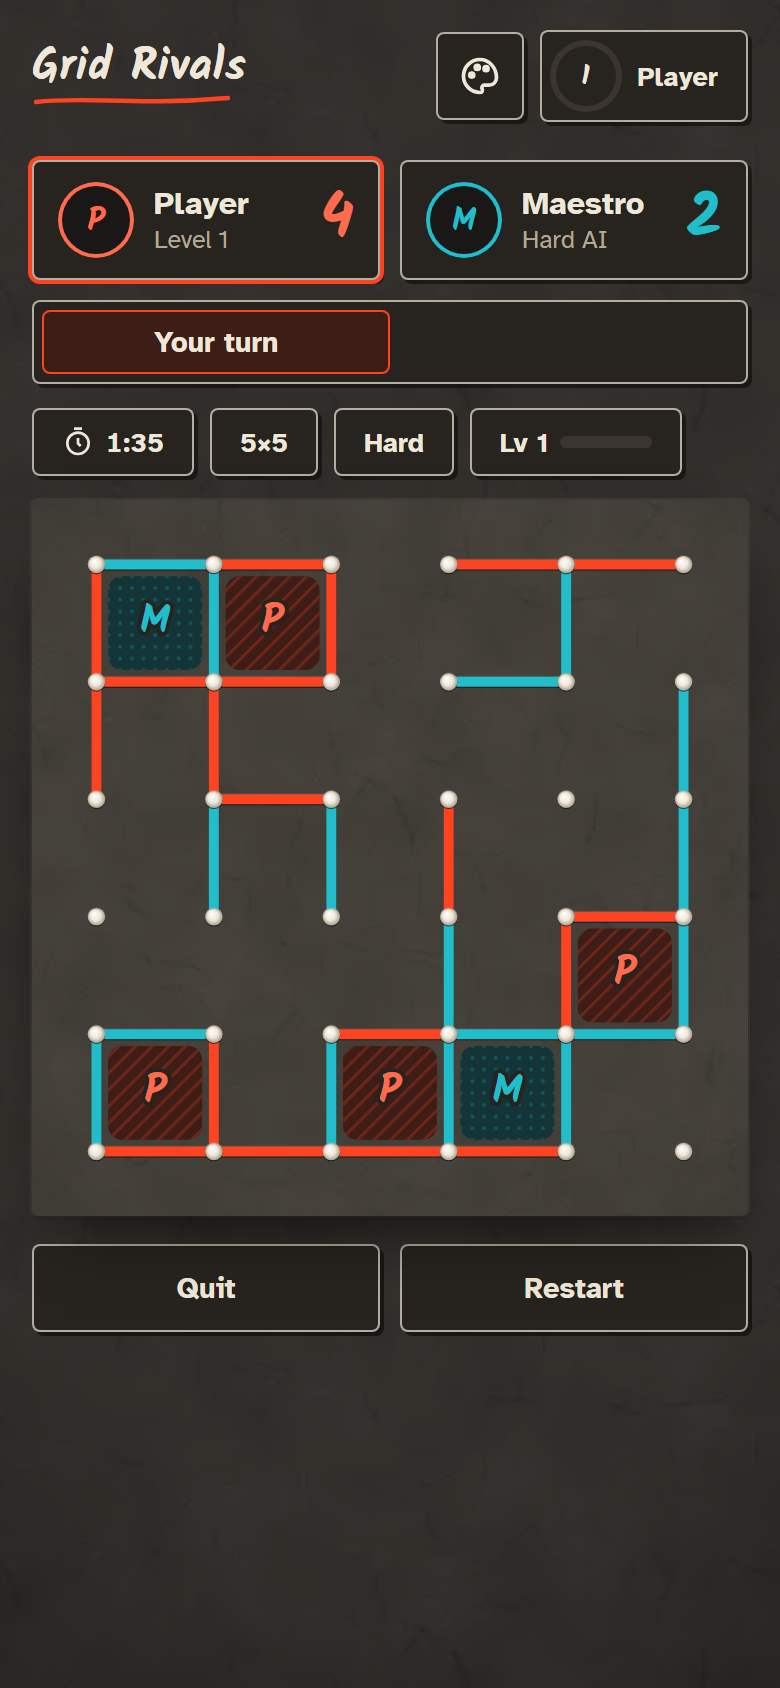 Grid Rivals
I Player
P Player 4
Level 1
M Maestro 2
Hard AI
Your turn
1:35 5×5 Hard Lv 1
M P
P
P P M
Quit Restart